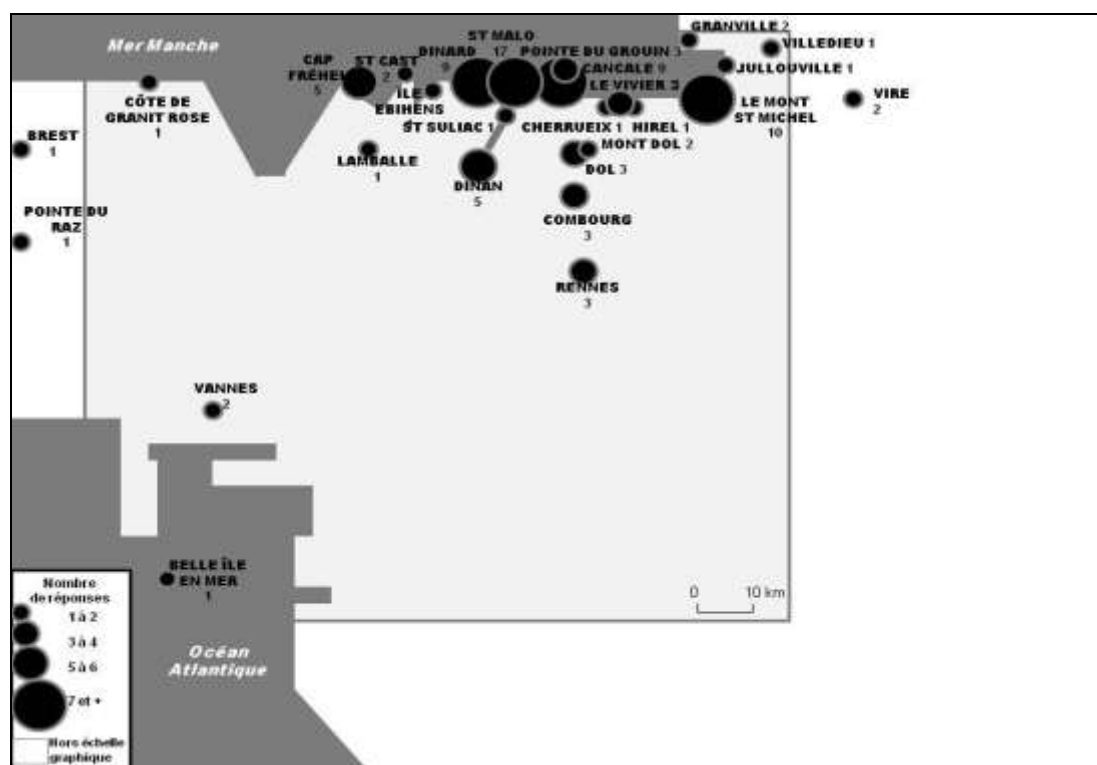 GRANVILLE 2
ST MALO
17
Mer Manche
VILLEDIEU 1
DINARD
9
POINTE DU GROUIN 3
CAP
FRÉHEL
5
ST CAST
2
CANCALE 9
JULLOUVILLE 1
LE VIVIER 3
ÎLE
EBIHENS
CÔTE DE
GRANIT ROSE
1
LE MONT
ST MICHEL
10
VIRE
2
ST SULIAC 1
CHERRUEIX 1
HIREL 1
BREST
1
MONT DOL 2
LAMBALLE
1
DOL 3
DINAN
5
POINTE DU
RAZ
1
COMBOURG
3
RENNES
3
VANNES
2
BELLE ÎLE
EN MER
1
0 10 km
Océan
Atlantique
Nombre
de réponses
1 à 2
3 à 4
5 à 6
7 et +
Hors échelle
graphique